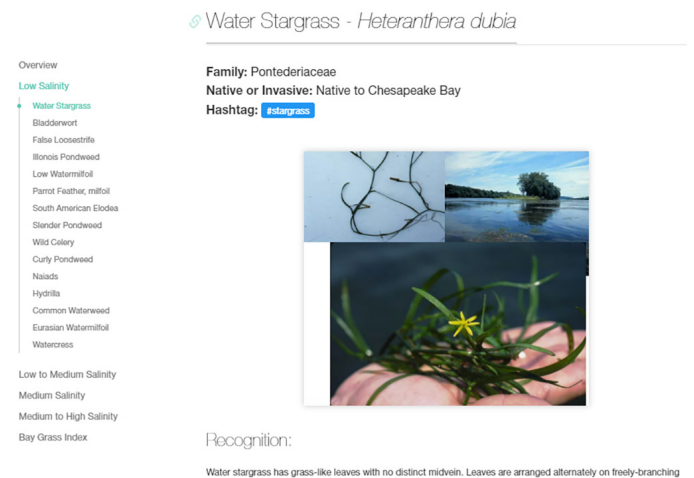 Water Stargrass - Heteranthera dubia
Overview
Low Salinity
Water Stargrass
Bladderwort
False Loosestrife
Illonois Pondweed
Low Watermilfoil
Parrot Feather, milfoil
South American Elodea
Slender Pondweed
Wild Celery
Curly Pondweed
Naiads
Hydrilla
Common Waterweed
Eurasian Watermilfoil
Watercress
Low to Medium Salinity
Medium Salinity
Medium to High Salinity
Bay Grass Index
Family: Pontederiaceae
Native or Invasive: Native to Chesapeake Bay
Hashtag: #stargrass
Recognition:
Water stargrass has grass-like leaves with no distinct midvein. Leaves are arranged alternately on freely-branching